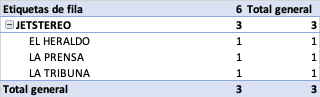 Etiquetas de fila 6 Total general
JETSTEREO 3 3
EL HERALDO 1 1
LA PRENSA 1 1
LA TRIBUNA 1 1
Total general 3 3